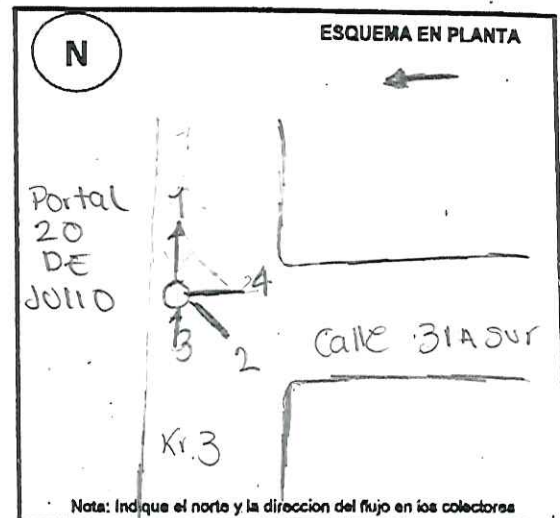 N
ESQUEMA EN PLANTA
Portal
20
DE
JULIO
1
4
3
2
Calle 31A Sur
Kr. 3
Nota: Indique el norte y la direccion del flujo en los colectores